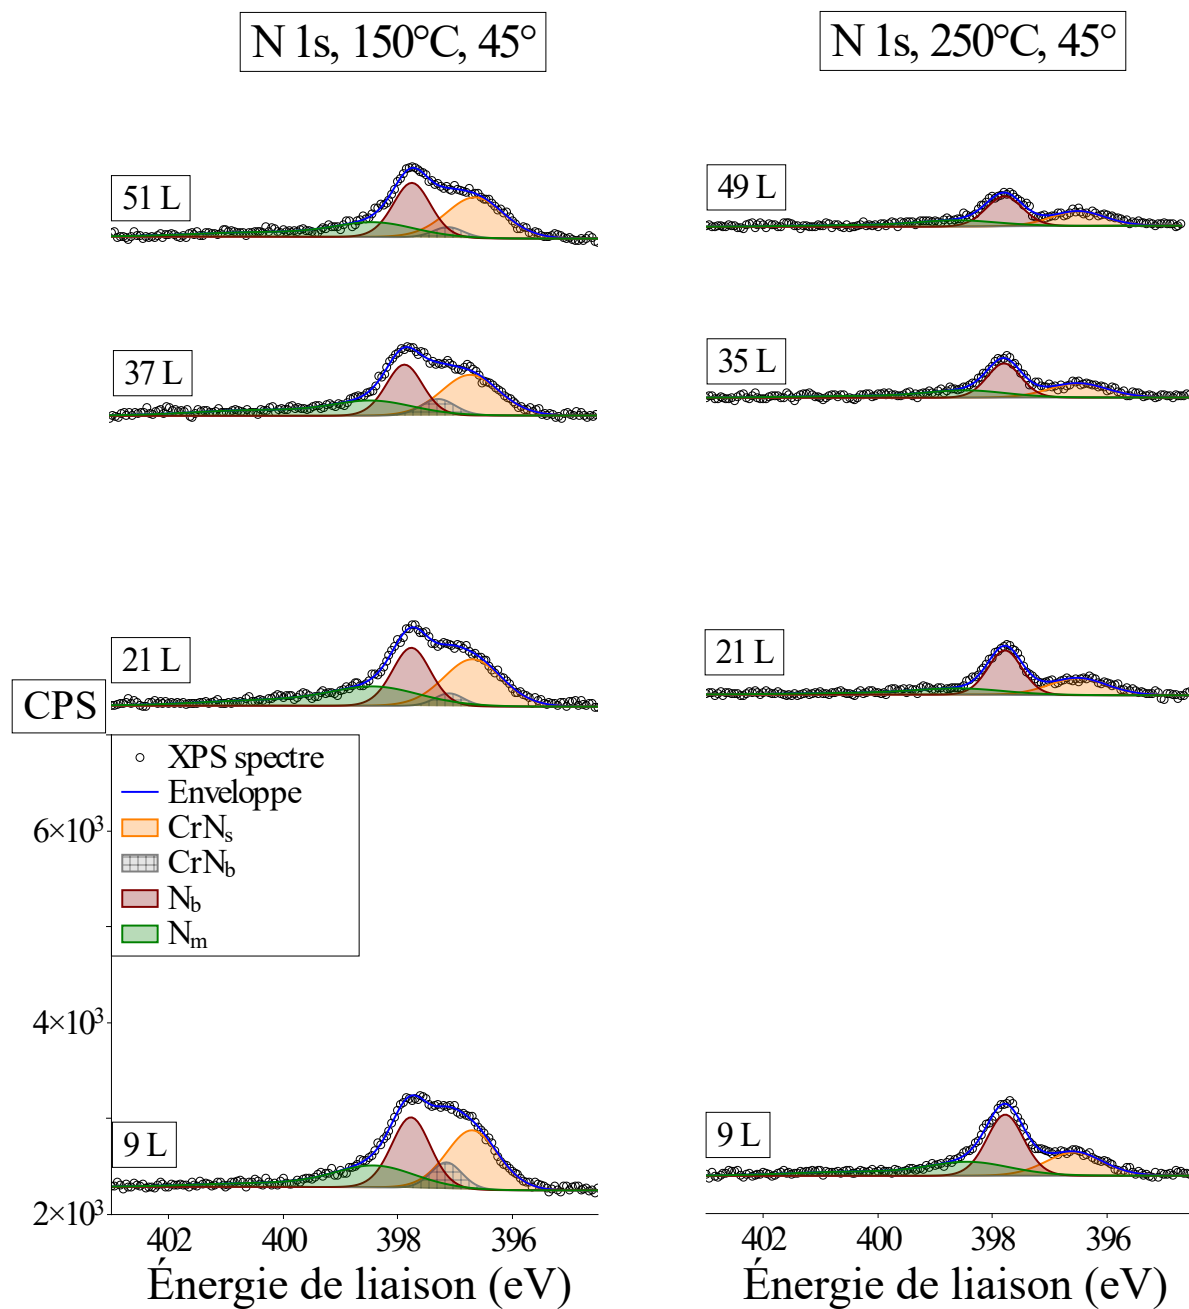 N 1s, 150°C, 45°
N 1s, 250°C, 45°
51 L
49 L
37 L
35 L
21 L
21 L
CPS
XPS spectre
Enveloppe
CrNₛ
CrN_b
N_b
Nₘ
6×10³
4×10³
9 L
9 L
2×10³
402 400 398 396
402 400 398 396
Énergie de liaison (eV)
Énergie de liaison (eV)